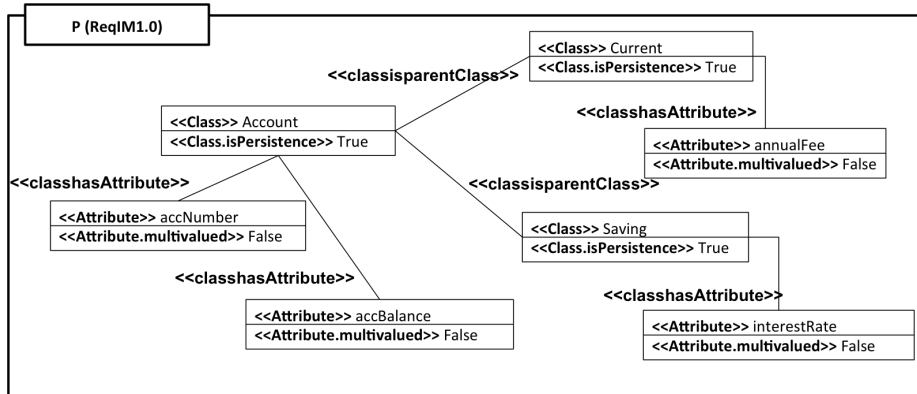 P (ReqIM1.0)
<<Class>> Current
<<Class.isPersistence>> True
<<classisparentClass>>
<<classhasAttribute>>
<<Class>> Account
<<Class.isPersistence>> True
<<Attribute>> annualFee
<<Attribute.multivalued>> False
<<classhasAttribute>>
<<classisparentClass>>
<<Attribute>> accNumber
<<Attribute.multivalued>> False
<<Class>> Saving
<<Class.isPersistence>> True
<<classhasAttribute>>
<<classhasAttribute>>
<<Attribute>> accBalance
<<Attribute.multivalued>> False
<<Attribute>> interestRate
<<Attribute.multivalued>> False